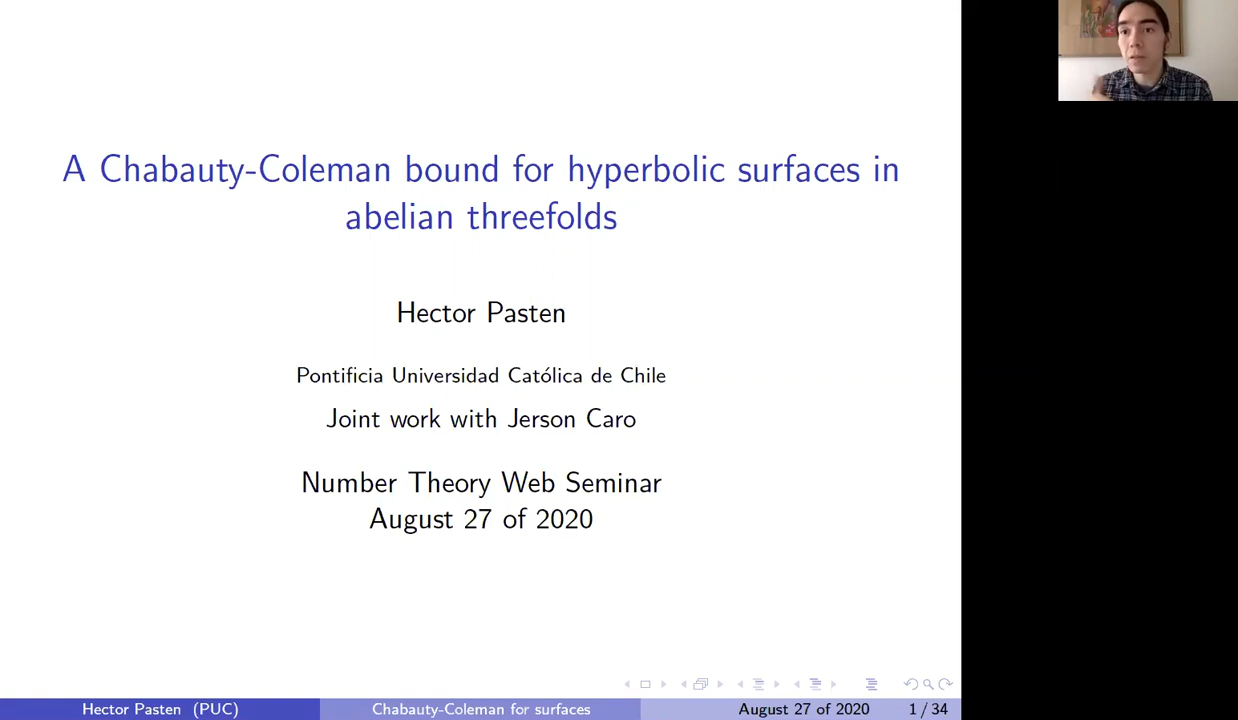 A Chabauty-Coleman bound for hyperbolic surfaces in
abelian threefolds
Hector Pasten
Pontificia Universidad Católica de Chile
Joint work with Jerson Caro
Number Theory Web Seminar
August 27 of 2020
Hector Pasten (PUC) Chabauty-Coleman for surfaces August 27 of 2020 1 / 34